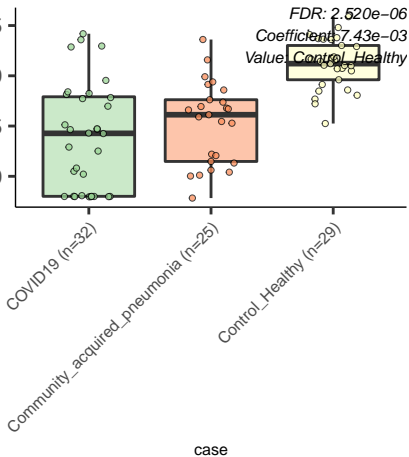 FDR: 2.520e−06
Coefficient: 7.43e−03
Value: Control_Healthy
COVID19 (n=32)
Community_acquired_pneumonia (n=25)
Control_Healthy (n=29)
case